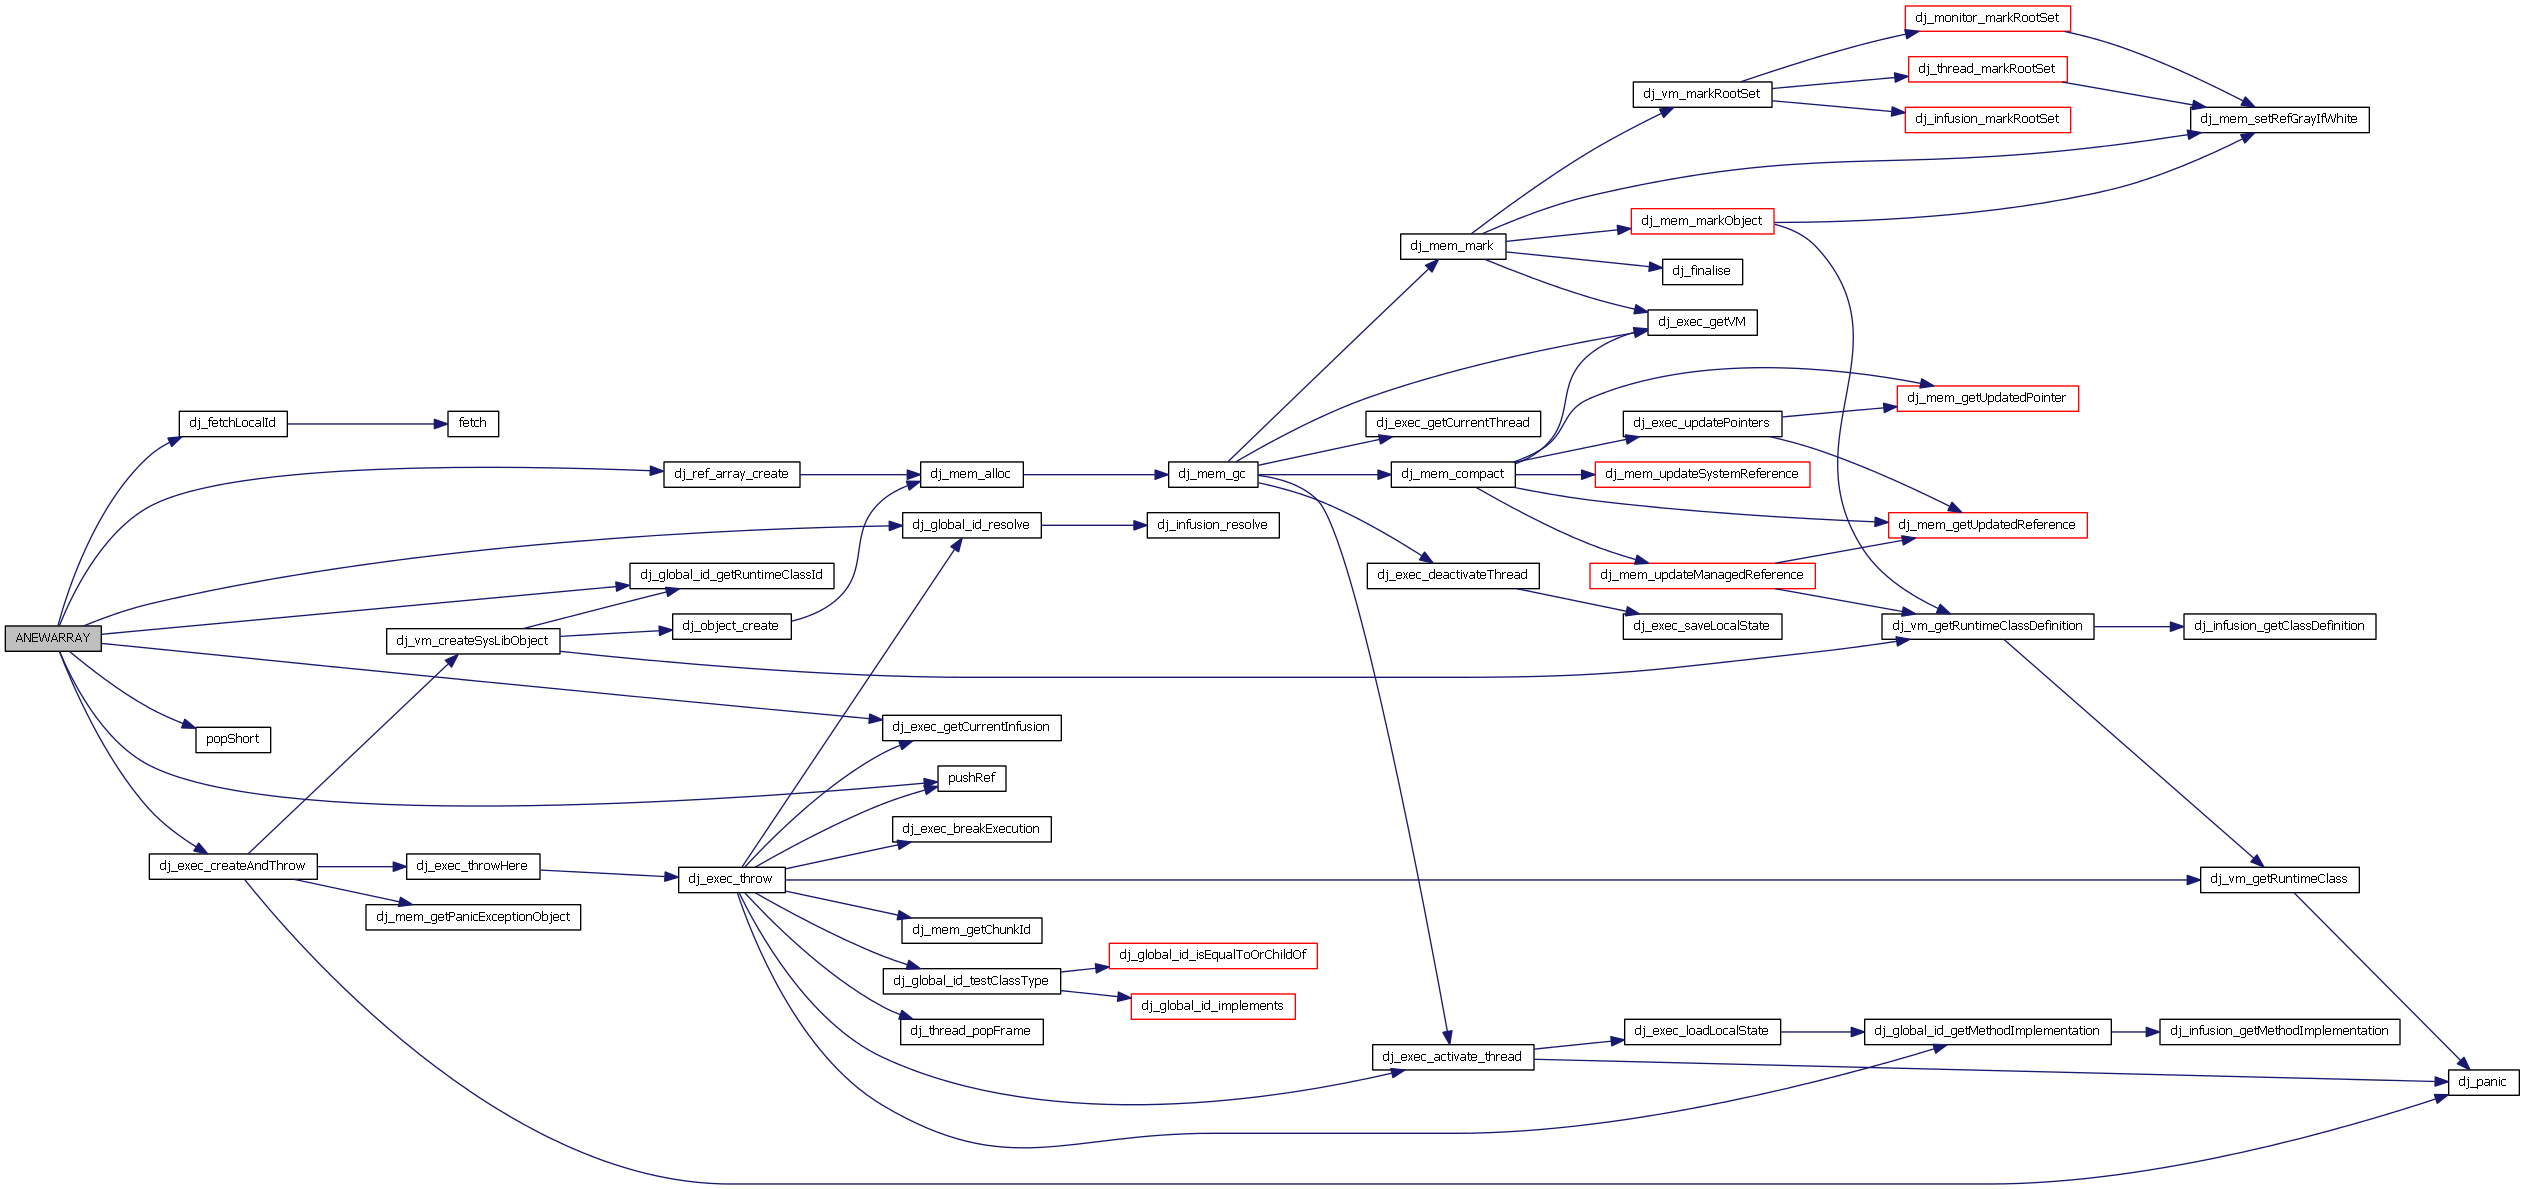 dj_monitor_markRootSet
dj_thread_markRootSet
dj_vm_markRootSet
dj_infusion_markRootSet
dj_mem_setRefGrayIfWhite
dj_mem_markObject
dj_mem_mark
dj_finalise
dj_exec_getVM
dj_mem_getUpdatedPointer
dj_fetchLocalId
fetch
dj_exec_getCurrentThread
dj_exec_updatePointers
dj_ref_array_create
dj_mem_alloc
dj_mem_gc
dj_mem_compact
dj_mem_updateSystemReference
dj_global_id_resolve
dj_infusion_resolve
dj_mem_getUpdatedReference
dj_global_id_getRuntimeClassId
dj_exec_deactivateThread
dj_mem_updateManagedReference
ANEWARRAY
dj_vm_createSysLibObject
dj_object_create
dj_exec_saveLocalState
dj_vm_getRuntimeClassDefinition
dj_infusion_getClassDefinition
popShort
dj_exec_getCurrentInfusion
pushRef
dj_exec_breakExecution
dj_exec_createAndThrow
dj_exec_throwHere
dj_exec_throw
dj_vm_getRuntimeClass
dj_mem_getPanicExceptionObject
dj_mem_getChunkId
dj_global_id_isEqualToOrChildOf
dj_global_id_testClassType
dj_global_id_implements
dj_thread_popFrame
dj_exec_activate_thread
dj_exec_loadLocalState
dj_global_id_getMethodImplementation
dj_infusion_getMethodImplementation
dj_panic